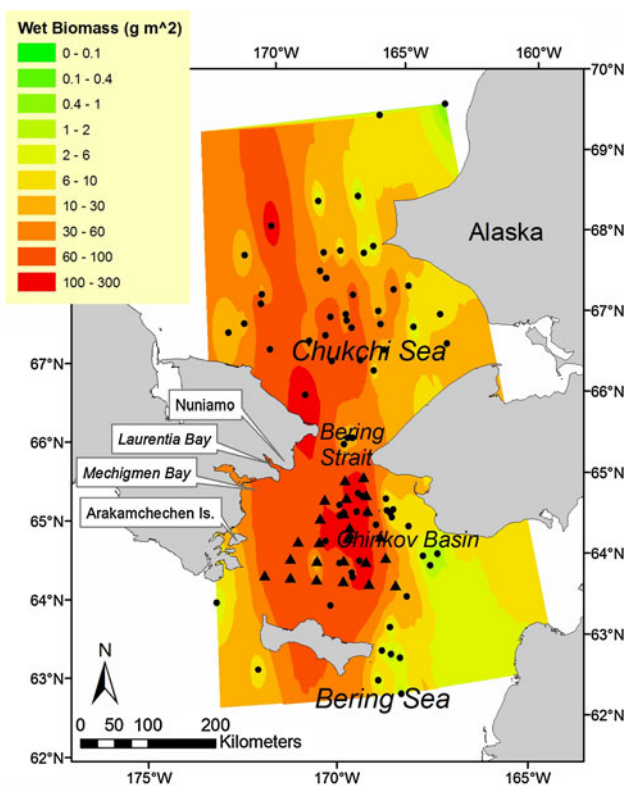 Wet Biomass (g m^2)
0 - 0.1
0.1 - 0.4
0.4 - 1
1 - 2
2 - 6
6 - 10
10 - 30
30 - 60
60 - 100
100 - 300
170°W
165°W
160°W
70°N
69°N
68°N
67°N
66°N
65°N
64°N
63°N
62°N
Alaska
Chukchi Sea
67°N
66°N
65°N
64°N
63°N
62°N
Nuniamo
Laurentia Bay
Mechigmen Bay
Arakamchechen Is.
Bering
Strait
Chirikov Basin
Bering Sea
N
0 50 100 200
Kilometers
175°W
170°W
165°W